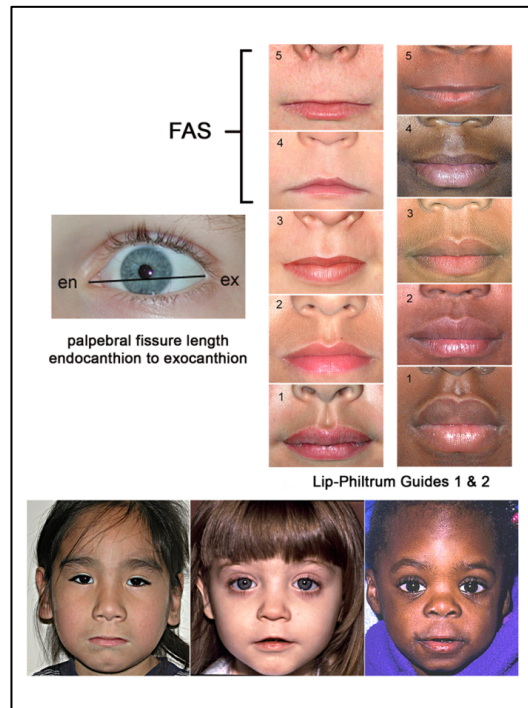 5
5
FAS
4
4
3
3
en
ex
palpebral fissure length
endocanthion to exocanthion
2
2
1
1
Lip-Philtrum Guides 1 & 2